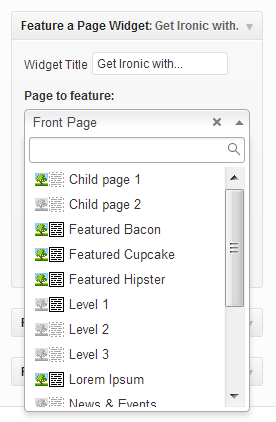 Feature a Page Widget: Get Ironic with.
Widget Title Get Ironic with...
Page to feature:
Front Page
Child page 1
Child page 2
Featured Bacon
Featured Cupcake
Featured Hipster
Level 1
Level 2
Level 3
Lorem Ipsum
News & Events